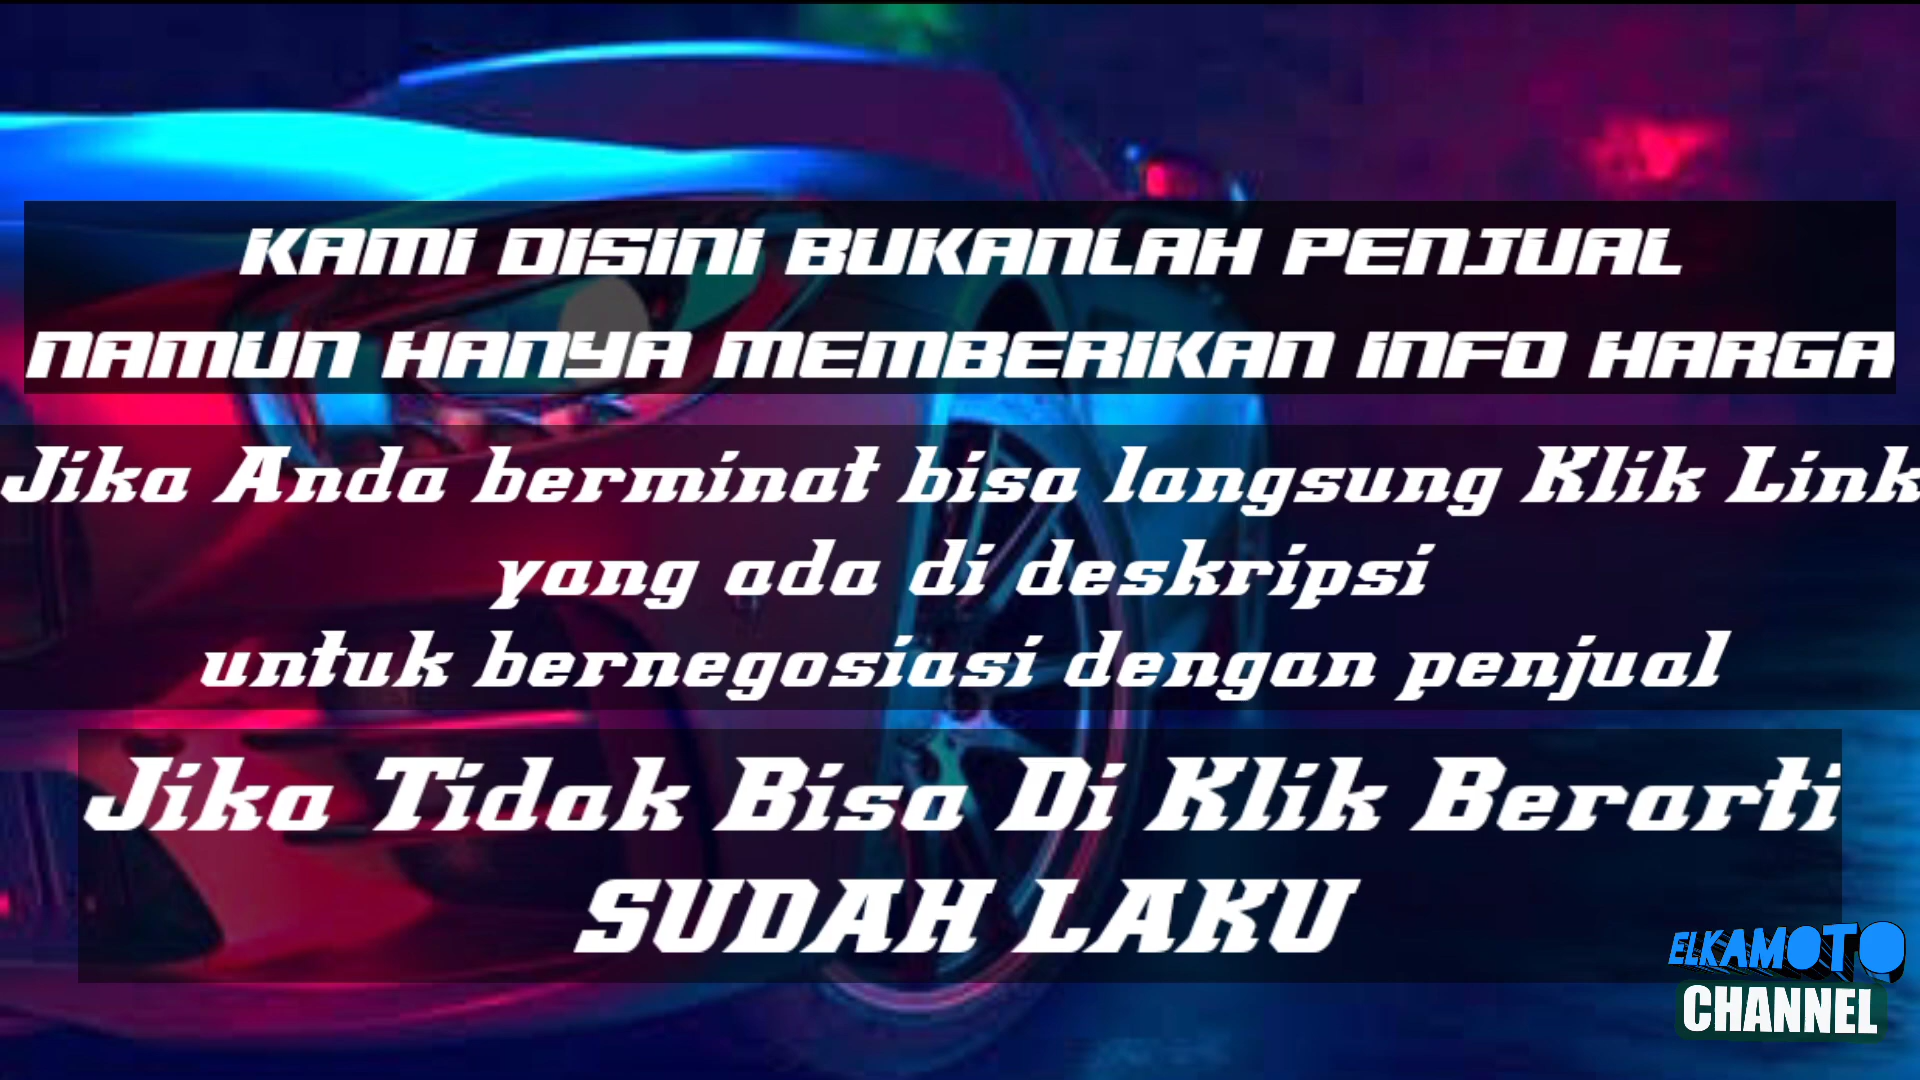 KAMI DISINI BUKANLAH PENJUAL
NAMUN HANYA MEMBERIKAN INFO HARGA
Jika Anda berminat bisa langsung Klik Link
yang ada di deskripsi
untuk bernegosiasi dengan penjual
Jika Tidak Bisa Di Klik Berarti
SUDAH LAKU
ELKAMOTO
CHANNEL